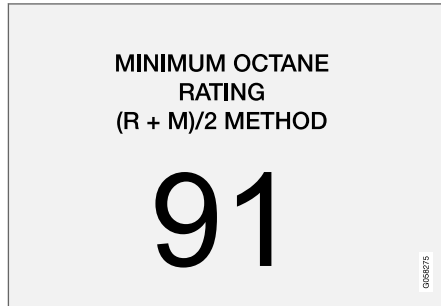 MINIMUM OCTANE
RATING
(R + M)/2 METHOD
91
G058275